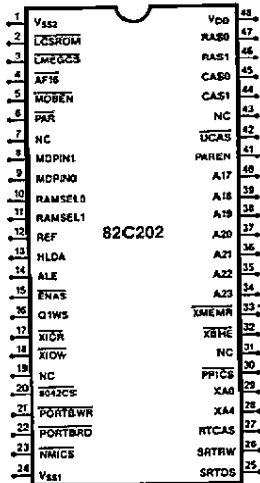 1 VSS2
2 LCSROM
3 LMEGCS
4 AF16
5 MDBEN
6 PAR
7 NC
8 MDPIN1
9 MDPIN0
10 RAMSEL0
11 RAMSEL1
12 REF
13 HLDA
14 ALE
15 ENAS
16 Q1WS
17 XIOR
18 XIOW
19 NC
20 8042CS
21 PORTBWR
22 PORTBRD
23 NMICS
24 VSS1
82C202
VDD 48
RAS0 47
RAS1 46
CAS0 45
CAS1 44
NC 43
UCAS 42
PAREN 41
A17 40
A18 39
A19 38
A20 37
A21 36
A22 35
A23 34
XMEMR 33
XBHE 32
NC 31
PPICS 30
XA0 29
XA4 28
RTCAS 27
SRTRW 26
SRTDS 25